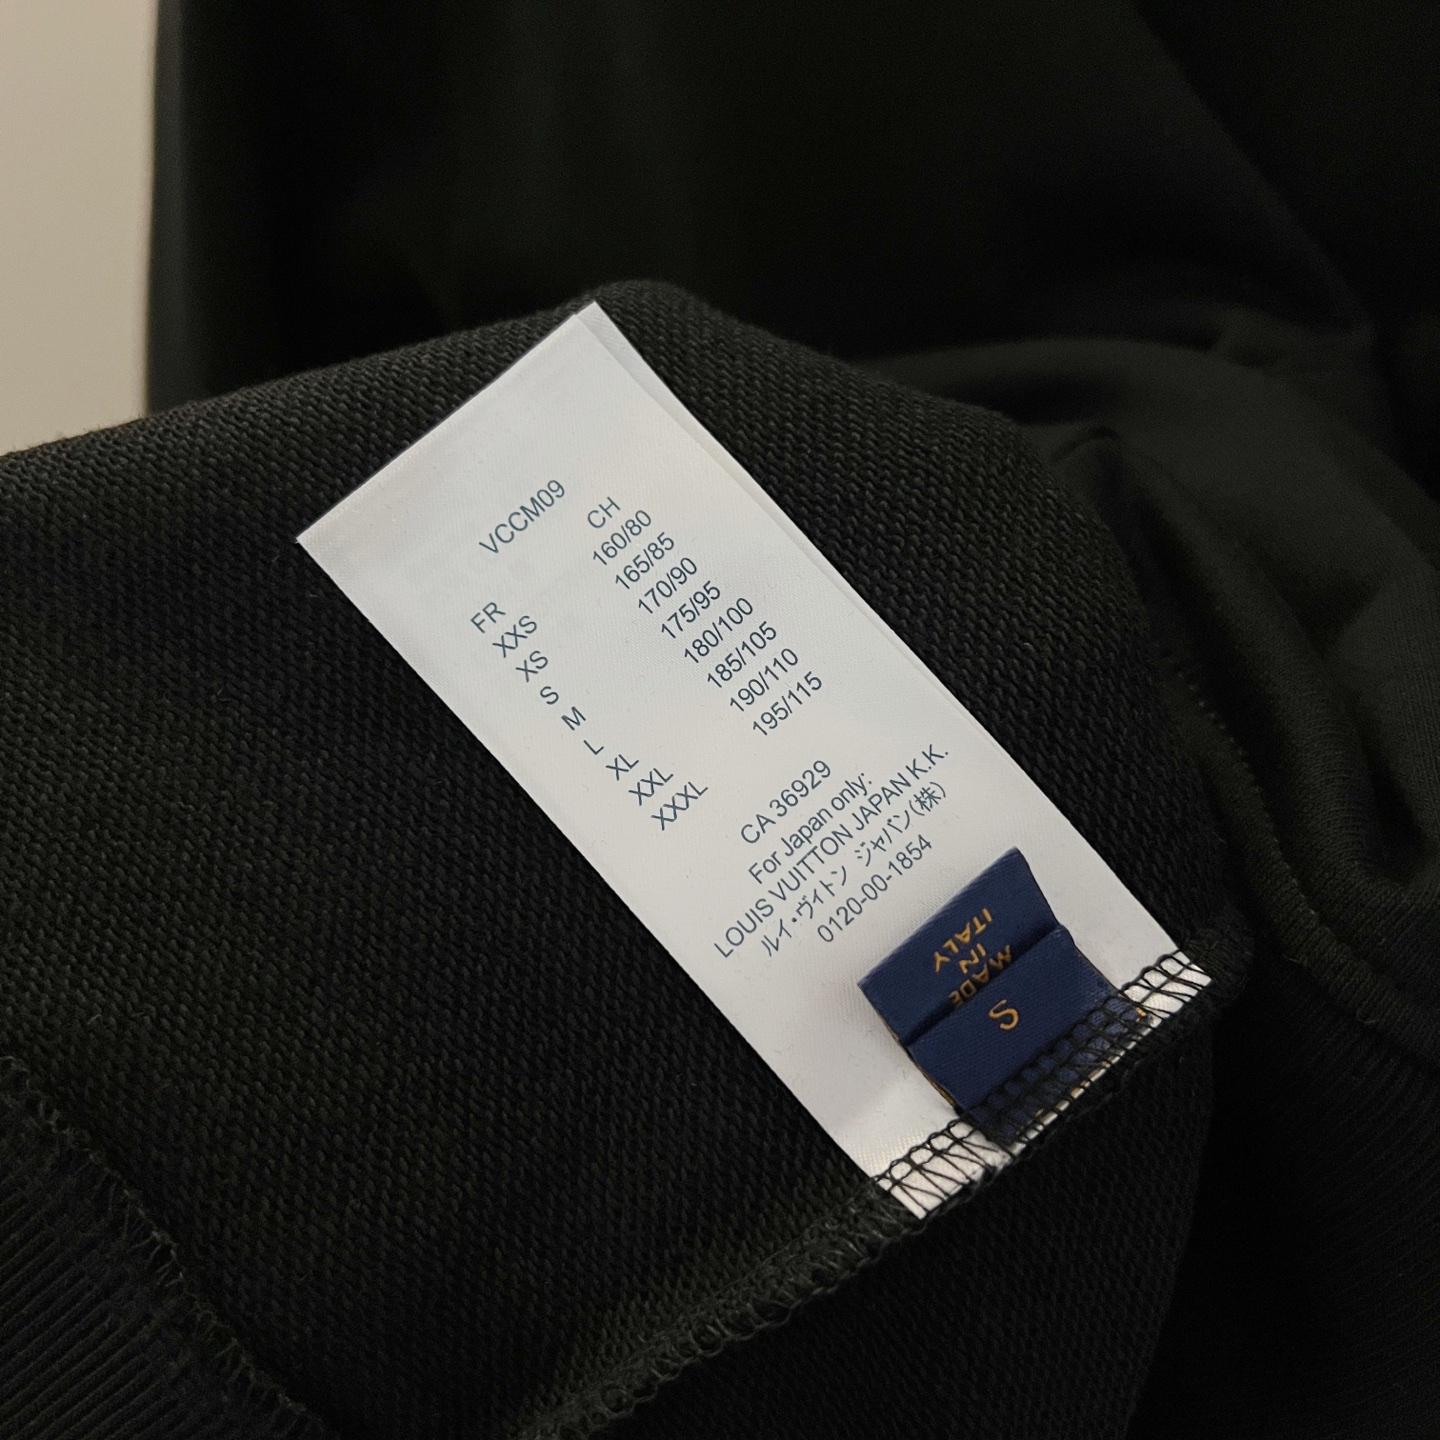 VCCM09
FR CH
XXS 160/80
XS 165/85
S 170/90
M 175/95
L 180/100
XL 185/105
XXL 190/110
XXXL 195/115
CA 36929
For Japan only:
LOUIS VUITTON JAPAN K.K.
ルイ・ヴィトン ジャパン(株)
0120-00-1854
MADE
IN
ITALY
S